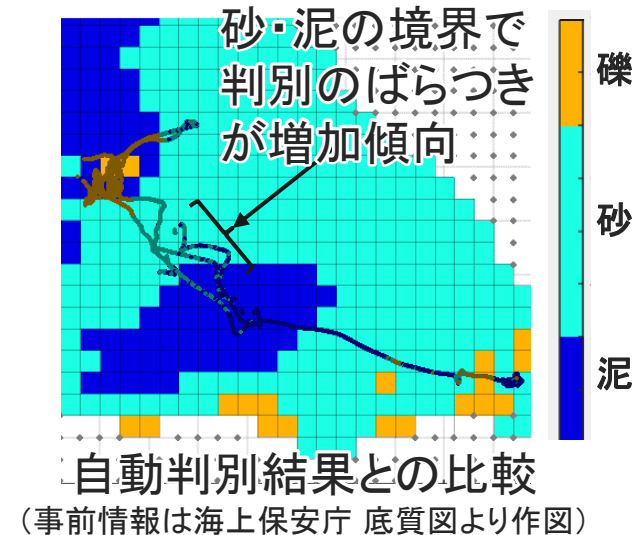 砂・泥の境界で
判別のばらつき
が増加傾向
礫
砂
泥
自動判別結果との比較
（事前情報は海上保安庁 底質図より作図）